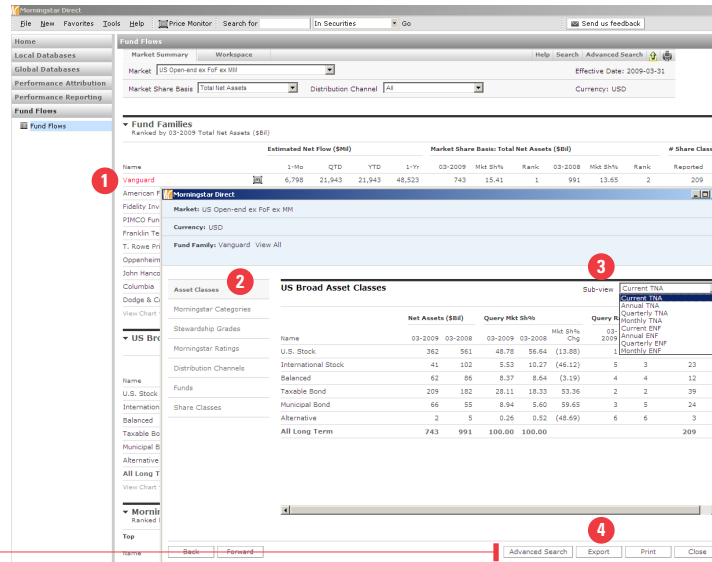 Morningstar Direct
File New Favorites Tools Help Price Monitor Search for In Securities Go Send us feedback
Home
Local Databases
Global Databases
Performance Attribution
Performance Reporting
Fund Flows
Fund Flows
Fund Flows
Market Summary Workspace Help Search Advanced Search
Market US Open-end ex FoF ex MM Effective Date: 2009-03-31
Market Share Basis Total Net Assets Distribution Channel All Currency: USD
Fund Families
Ranked by 03-2009 Total Net Assets ($Bil)
Estimated Net Flow ($Mil) Market Share Basis: Total Net Assets ($Bil) # Share Class
Name 1-Mo QTD YTD 1-Yr 03-2009 Mkt Sh% Rank 03-2008 Mkt Sh% Rank Reported
1 Vanguard 6,798 21,943 21,943 48,523 743 15.41 1 991 13.65 2 209
American F
Fidelity Inv
PIMCO Fun
Franklin Te
T. Rowe Pri
Oppenheim
John Hanco
Columbia
Dodge & C
View Chart
US Bro
Name
U.S. Stock
Internation
Balanced
Taxable Bo
Municipal B
Alternative
All Long T
View Chart
Mornin
Ranked
Top
Name
Morningstar Direct
Market: US Open-end ex FoF ex MM
Currency: USD
Fund Family: Vanguard View All
2
Asset Classes
Morningstar Categories
Stewardship Grades
Morningstar Ratings
Distribution Channels
Funds
Share Classes
3
US Broad Asset Classes Sub-view Current TNA
Current TNA
Annual TNA
Quarterly TNA
Monthly TNA
Current ENF
Annual ENF
Quarterly ENF
Monthly ENF
Net Assets ($Bil) Query Mkt Sh% Query R
Name 03-2009 03-2008 03-2009 03-2008 Mkt Sh% Chg 03-2009
U.S. Stock 362 561 48.78 56.64 (13.88) 1
International Stock 41 102 5.53 10.27 (46.12) 5 3 23
Balanced 62 86 8.37 8.64 (3.19) 4 4 12
Taxable Bond 209 182 28.11 18.33 53.36 2 2 39
Municipal Bond 66 55 8.94 5.60 59.65 3 5 24
Alternative 2 5 0.26 0.52 (48.69) 6 6 3
All Long Term 743 991 100.00 100.00 209
4
Back Forward Advanced Search Export Print Close